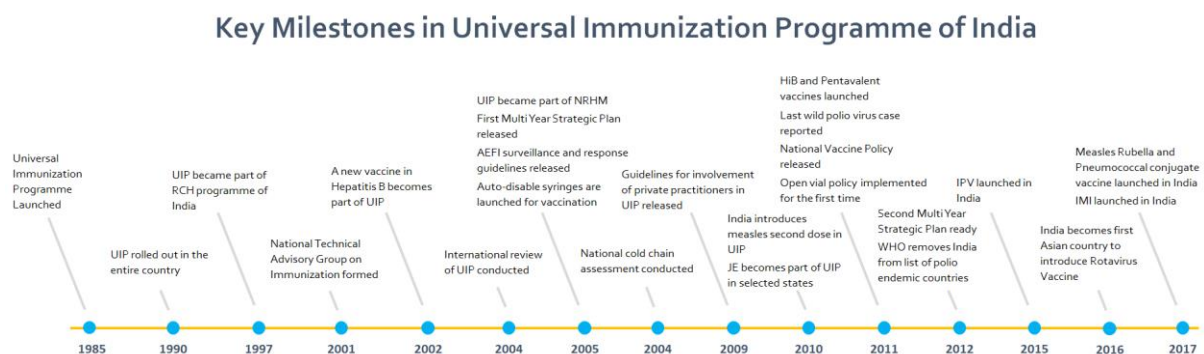 Key Milestones in Universal Immunization Programme of India
Universal
Immunization
Programme
Launched
UIP rolled out in the
entire country
UIP became part of
RCH programme of
India
National Technical
Advisory Group on
Immunization formed
A new vaccine in
Hepatitis B becomes
part of UIP
International review
of UIP conducted
UIP became part of NRHM
First Multi Year Strategic Plan
released
AEFI surveillance and response
guidelines released
Auto-disable syringes are
launched for vaccination
National cold chain
assessment conducted
Guidelines for involvement
of private practitioners in
UIP released
India introduces
measles second dose in
UIP
JE becomes part of UIP
in selected states
HiB and Pentavalent
vaccines launched
Last wild polio virus case
reported
National Vaccine Policy
released
Open vial policy implemented
for the first time
Second Multi Year
Strategic Plan ready
WHO removes India
from list of polio
endemic countries
IPV launched in
India
India becomes first
Asian country to
introduce Rotavirus
Vaccine
Measles Rubella and
Pneumococcal conjugate
vaccine launched in India
IMI launched in India
1985 1990 1997 2001 2002 2004 2005 2004 2009 2010 2011 2012 2015 2016 2017